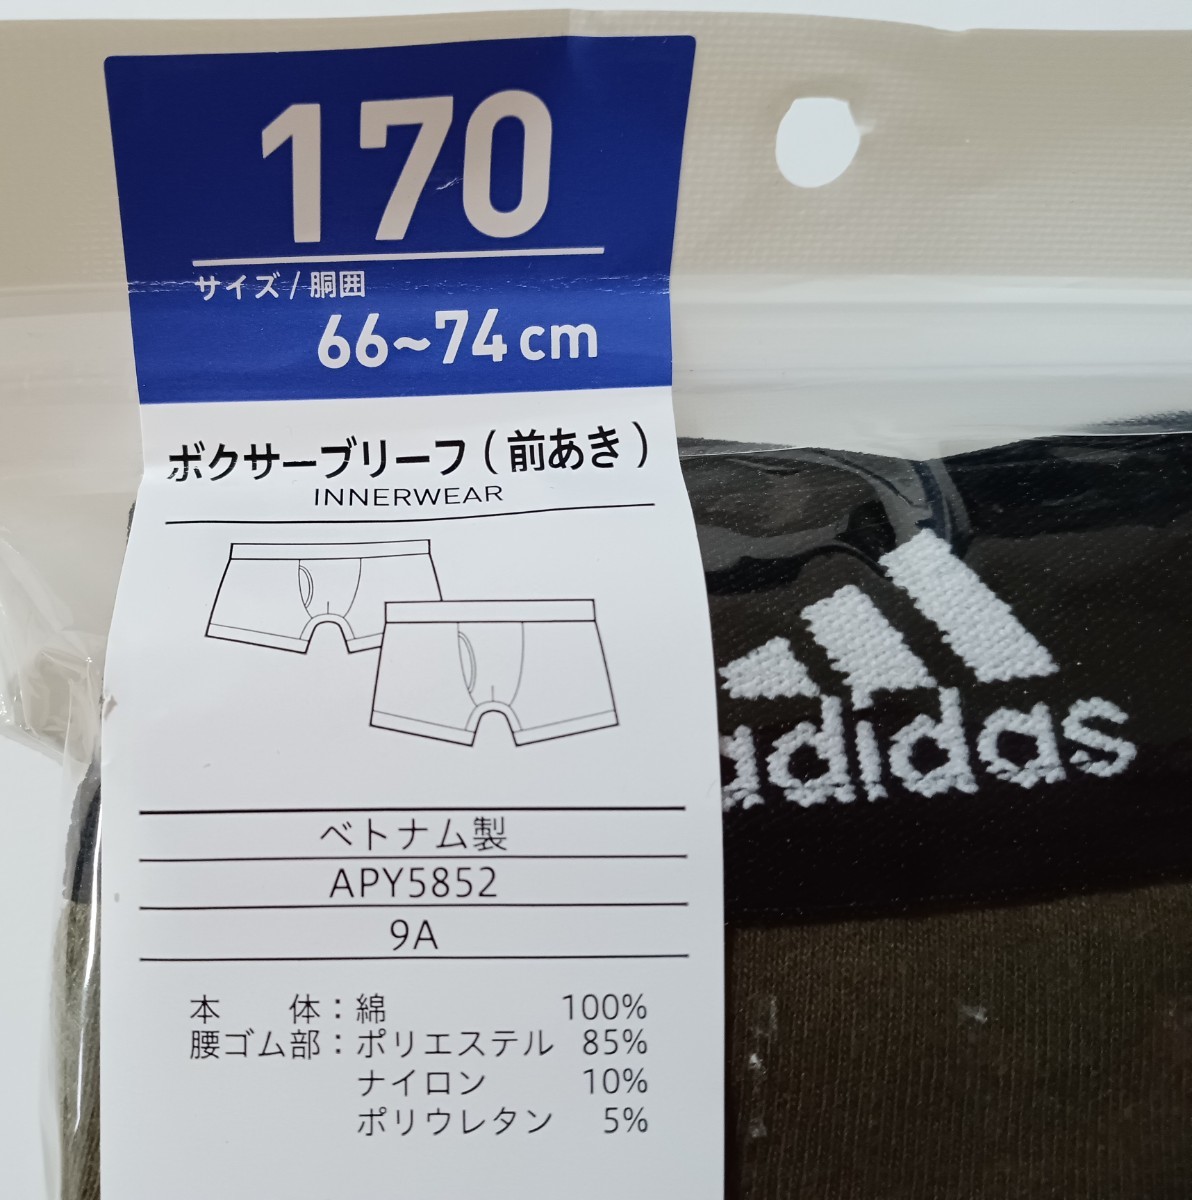 170
サイズ/胴囲
66~74cm
ボクサーブリーフ(前あき)
INNERWEAR
adidas
ベトナム製
APY5852
9A
本　体：綿 100%
腰ゴム部：ポリエステル 85%
ナイロン 10%
ポリウレタン 5%